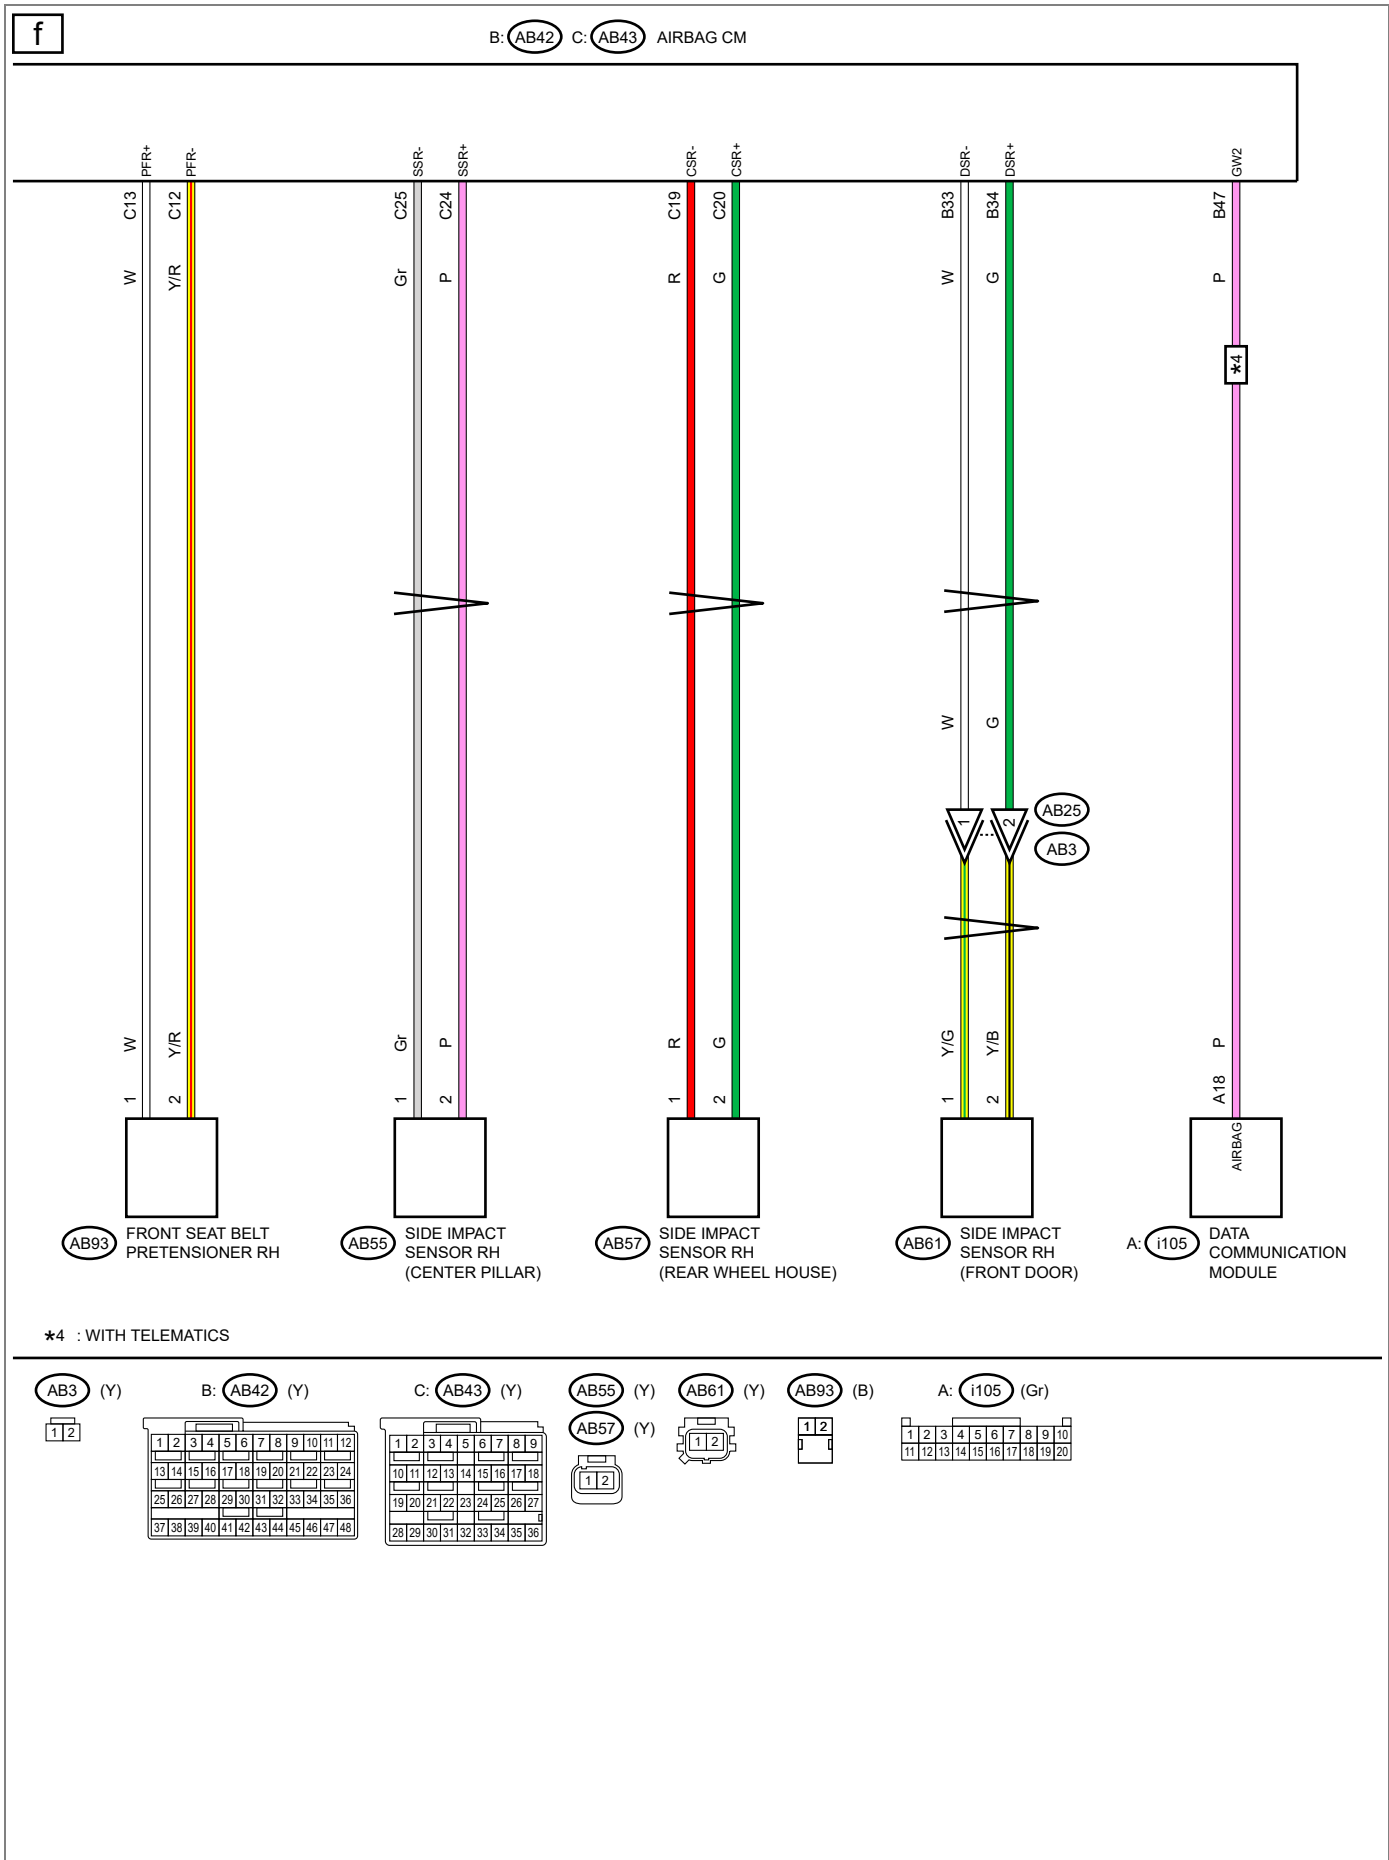 f
B: AB42 C: AB43 AIRBAG CM
PFR+ PFR- SSR- SSR+ CSR- CSR+ DSR- DSR+ GW2
C13 C12 C25 C24 C19 C20 B33 B34 B47
W Y/R Gr P R G W G P
*4
W G
1 2 AB25
AB3
W Y/R Gr P R G Y/G Y/B P
1 2 1 2 1 2 1 2 A18
AIRBAG
AB93 FRONT SEAT BELT
PRETENSIONER RH
AB55 SIDE IMPACT
SENSOR RH
(CENTER PILLAR)
AB57 SIDE IMPACT
SENSOR RH
(REAR WHEEL HOUSE)
AB61 SIDE IMPACT
SENSOR RH
(FRONT DOOR)
A: i105 DATA
COMMUNICATION
MODULE
*4 : WITH TELEMATICS
AB3 (Y)
1 2
B: AB42 (Y)
1 2 3 4 5 6 7 8 9 10 11 12
13 14 15 16 17 18 19 20 21 22 23 24
25 26 27 28 29 30 31 32 33 34 35 36
37 38 39 40 41 42 43 44 45 46 47 48
C: AB43 (Y)
1 2 3 4 5 6 7 8 9
10 11 12 13 14 15 16 17 18
19 20 21 22 23 24 25 26 27
28 29 30 31 32 33 34 35 36
AB55 (Y)
AB57 (Y)
1 2
AB61 (Y)
1 2
AB93 (B)
1 2
A: i105 (Gr)
1 2 3 4 5 6 7 8 9 10
11 12 13 14 15 16 17 18 19 20